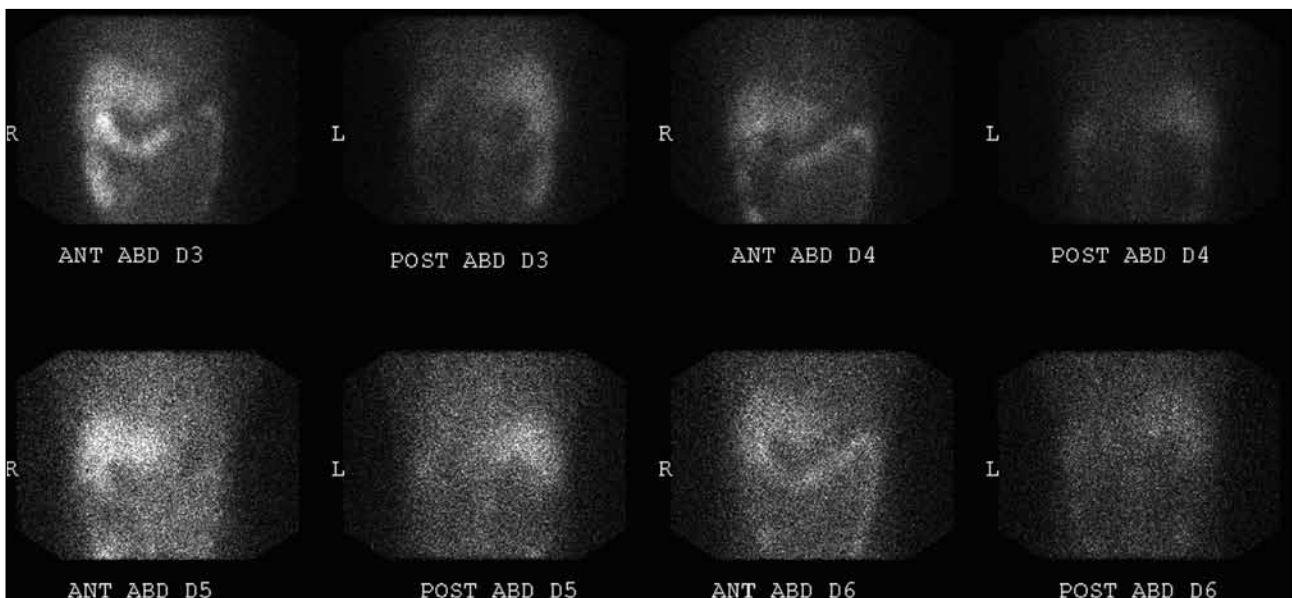 R L R L
ANT ABD D3 POST ABD D3 ANT ABD D4 POST ABD D4
R L R L
ANT ABD D5 POST ABD D5 ANT ABD D6 POST ABD D6